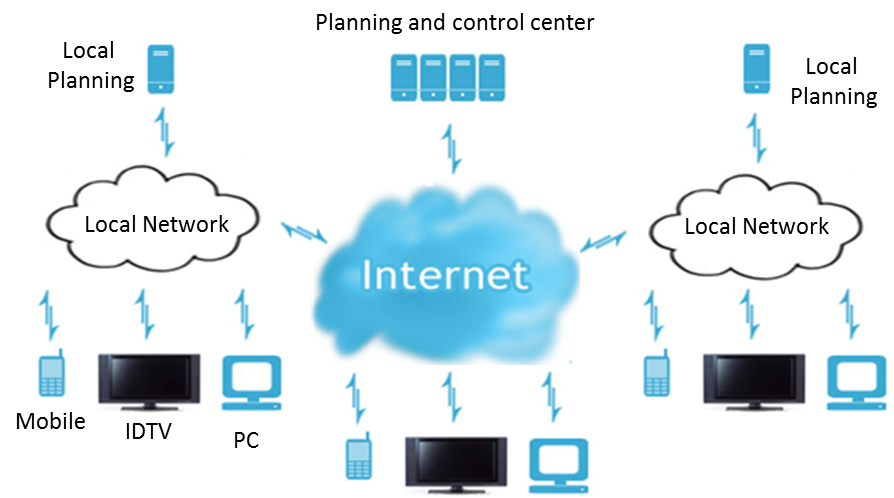 Planning and control center
Local
Planning
Local
Planning
Local Network
Internet
Local Network
Mobile
IDTV
PC